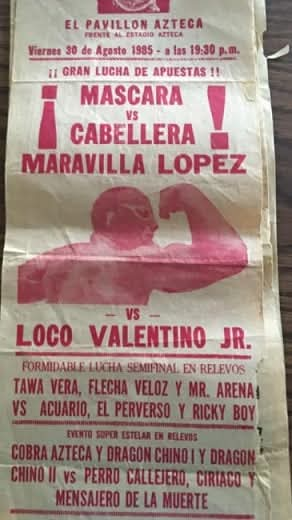 EL PAVILLON AZTECA
FRENTE AL ESTADIO AZTECA
Viernes 30 de Agosto 1985 - a las 19:30 p.m.
¡¡ GRAN LUCHA DE APUESTAS !!
¡ MASCARA !
VS
CABELLERA
MARAVILLA LOPEZ
- VS -
LOCO VALENTINO JR.
FORMIDABLE LUCHA SEMIFINAL EN RELEVOS
TAWA VERA, FLECHA VELOZ Y MR. ARENA
VS ACUARIO, EL PERVERSO Y RICKY BOY
EVENTO SUPER ESTELAR EN RELEVOS
COBRA AZTECA Y DRAGON CHINO I Y DRAGON
CHINO II VS PERRO CALLEJERO, CIRIACO Y
MENSAJERO DE LA MUERTE